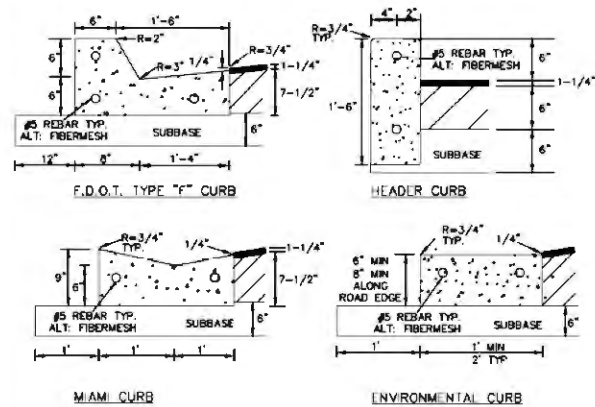 6" 1'-6"
R=2"
R=3" 1/4" R=3/4"
6"
6"
1-1/4"
7-1/2"
#5 REBAR TYP.
ALT: FIBERMESH
SUBBASE
6"
12" 8" 1'-4"
F.D.O.T. TYPE "F" CURB
4" 2"
R=3/4"
TYP.
#5 REBAR TYP.
ALT: FIBERMESH
1'-6"
6"
1-1/4"
6"
SUBBASE
6"
HEADER CURB
R=3/4"
TYP.
1/4"
9"
6"
1-1/4"
7-1/2"
#5 REBAR TYP.
ALT: FIBERMESH
SUBBASE
6"
1' 1' 1'
MIAMI CURB
R=3/4"
TYP.
1/4"
6" MIN
8" MIN
ALONG
ROAD EDGE
#5 REBAR TYP.
ALT: FIBERMESH
SUBBASE
6"
1' 1' MIN
2' TYP
ENVIRONMENTAL CURB